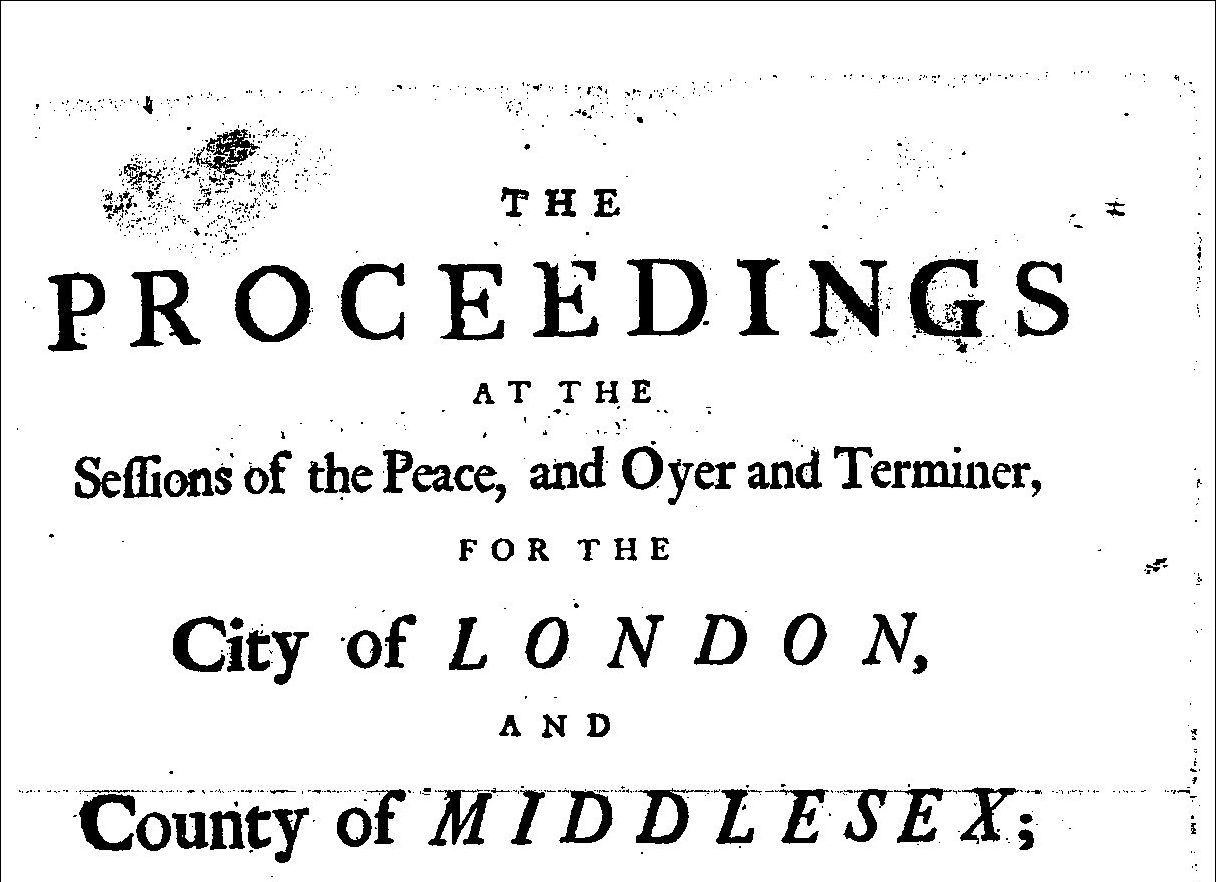 THE
PROCEEDINGS
AT THE
Seſſions of the Peace, and Oyer and Terminer,
FOR THE
City of LONDON,
AND
County of MIDDLESEX;